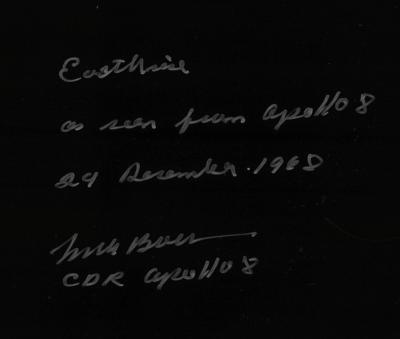 Earthrise
as seen from Apollo 8
24 December 1968
CDR Apollo 8